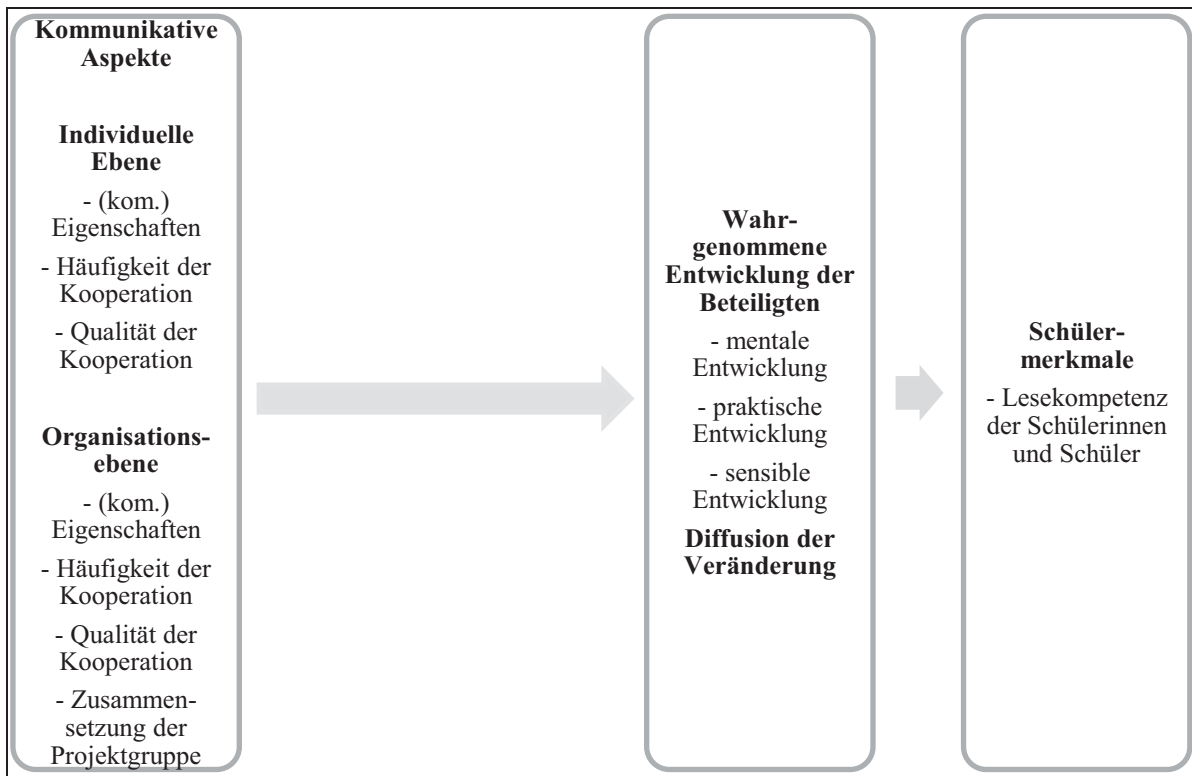 Kommunikative
Aspekte
Individuelle
Ebene
- (kom.)
Eigenschaften
- Häufigkeit der
Kooperation
- Qualität der
Kooperation
Organisations-
ebene
- (kom.)
Eigenschaften
- Häufigkeit der
Kooperation
- Qualität der
Kooperation
- Zusammen-
setzung der
Projektgruppe
Wahr-
genommene
Entwicklung der
Beteiligten
- mentale
Entwicklung
- praktische
Entwicklung
- sensible
Entwicklung
Diffusion der
Veränderung
Schüler-
merkmale
- Lesekompetenz
der Schülerinnen
und Schüler